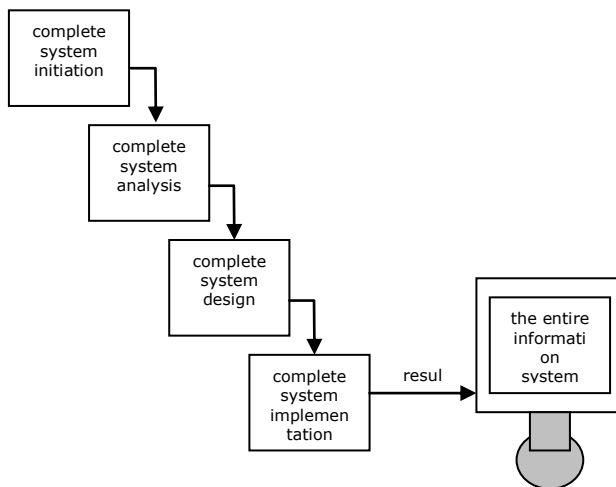 complete
system
initiation
complete
system
analysis
complete
system
design
complete
system
implemen
tation
resul
the entire
informati
on
system